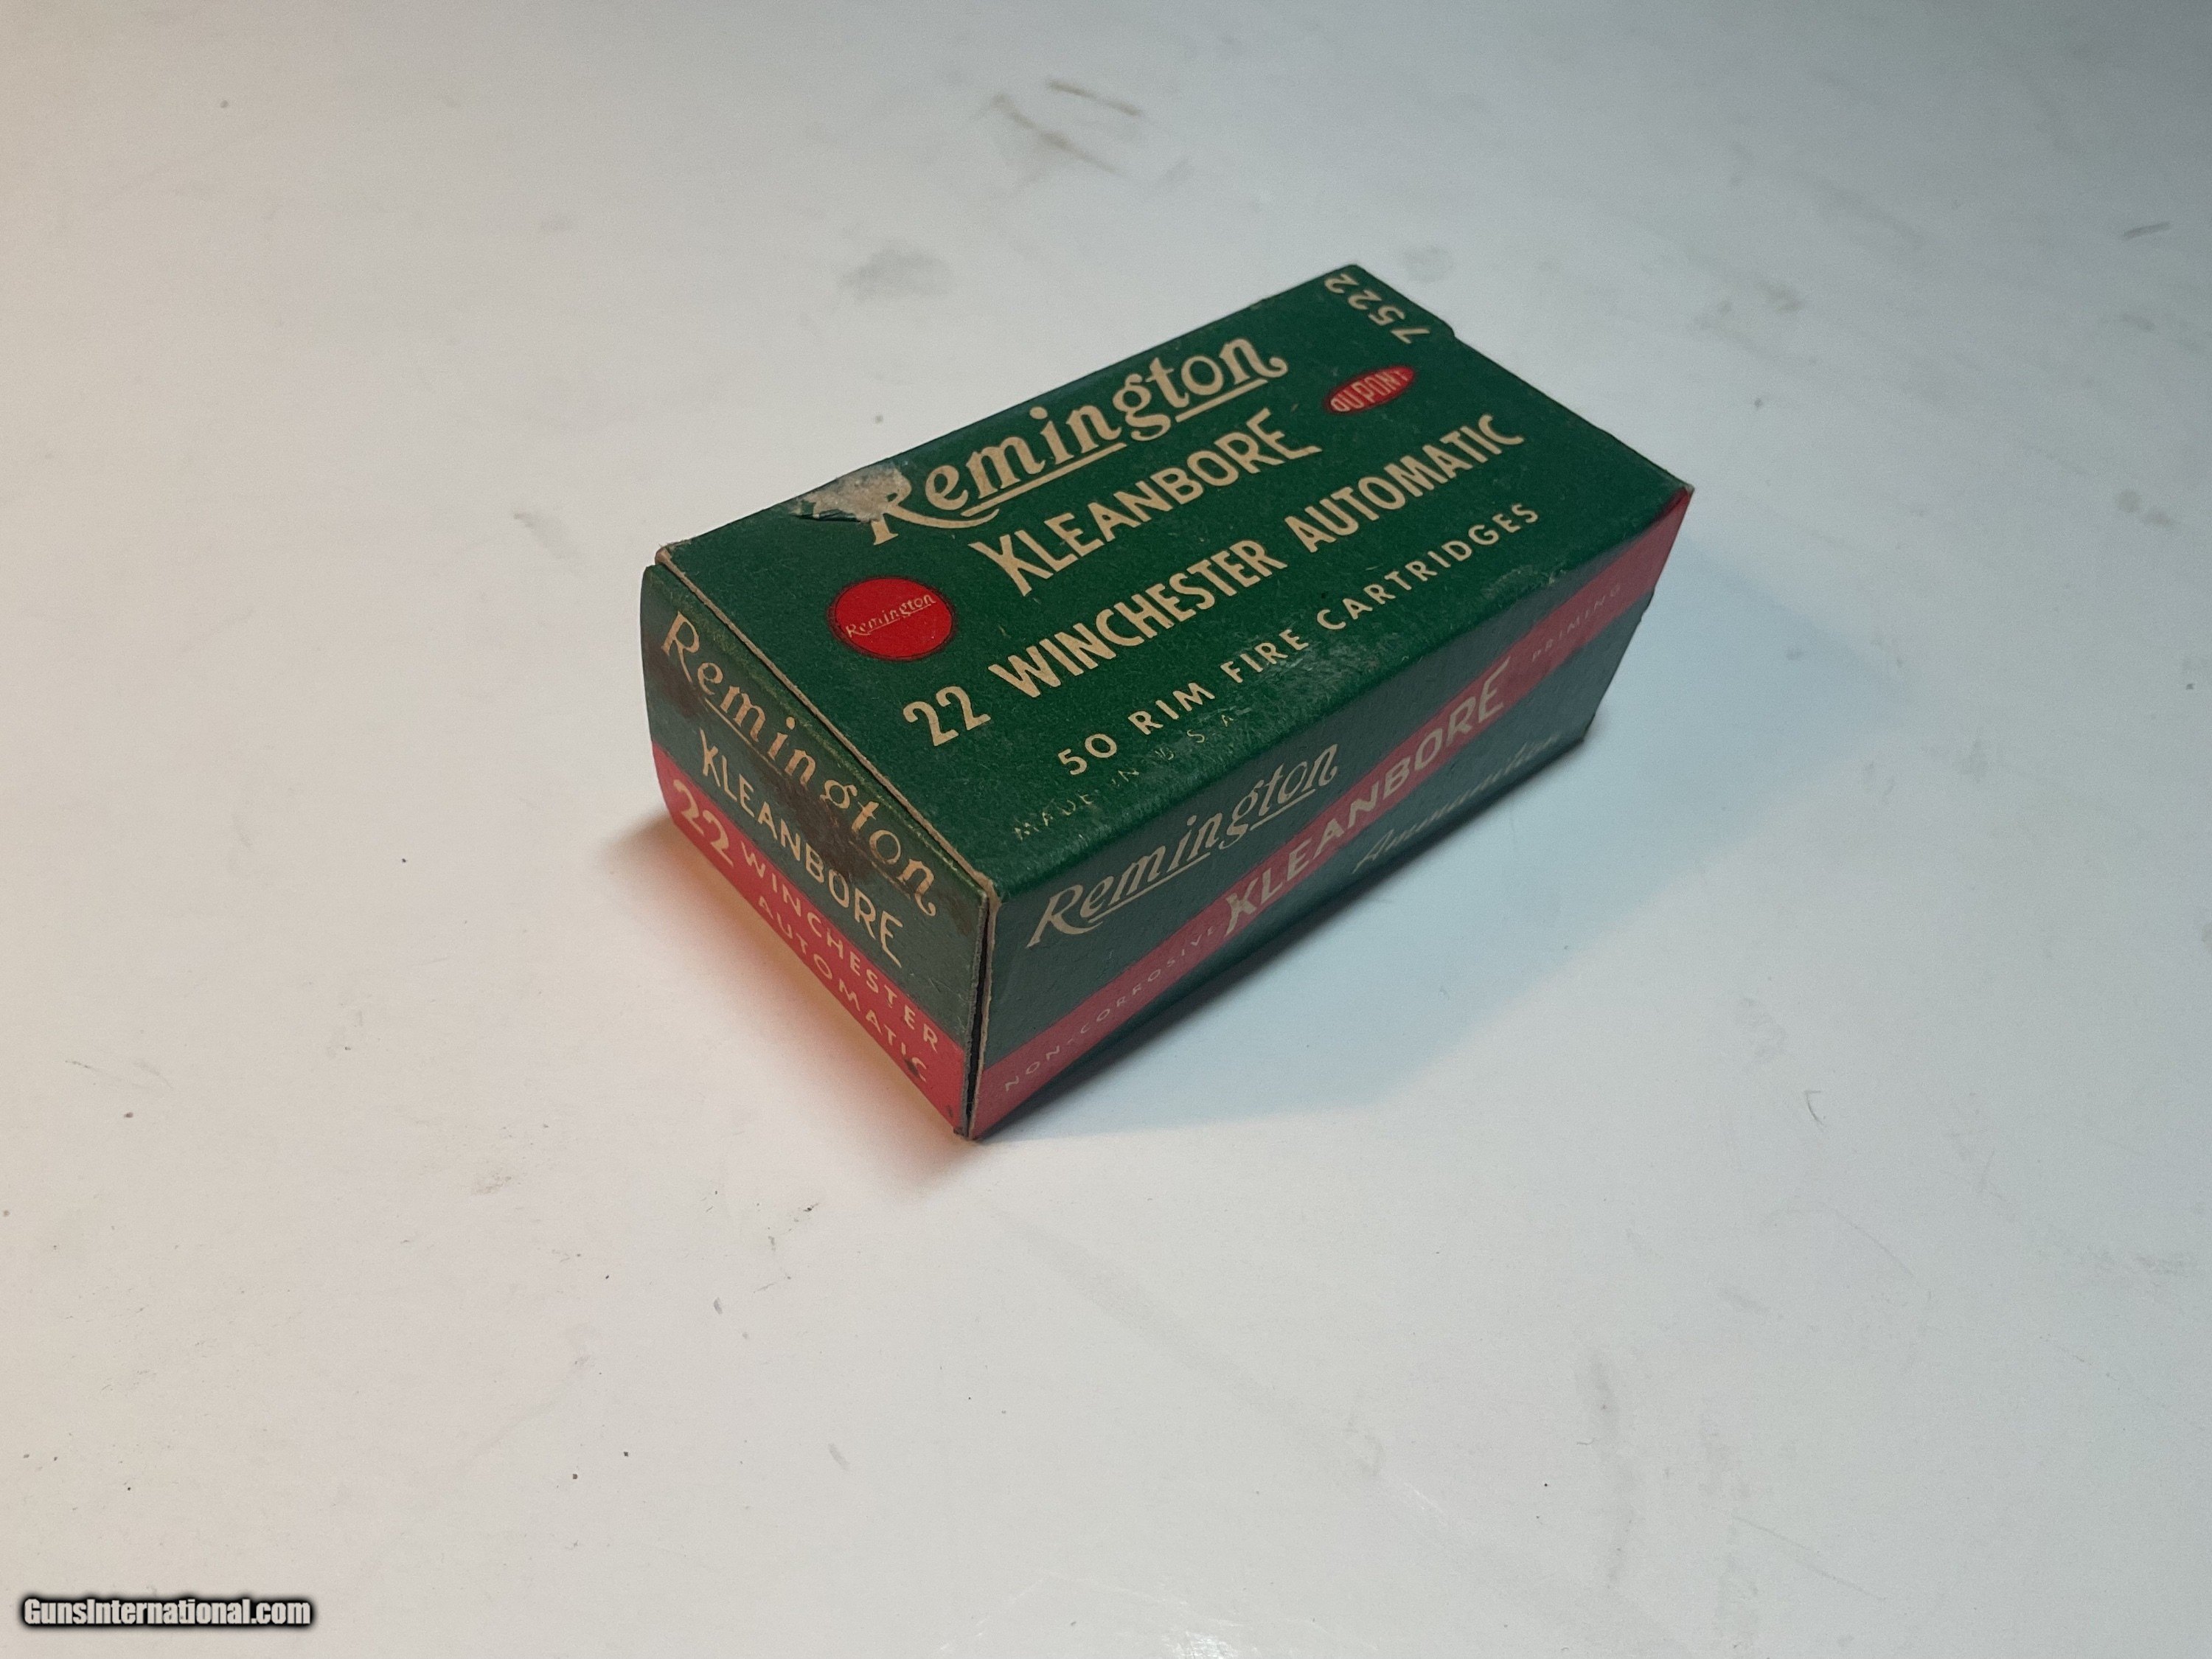 7522
Remington
KLEANBORE
DUPONT
Remington
22 WINCHESTER AUTOMATIC
50 RIM FIRE CARTRIDGES
MADE IN U.S.A.
Remington
KLEANBORE
22 WINCHESTER
AUTOMATIC
Remington
NON-CORROSIVE KLEANBORE PRIMING
Ammunition
GunsInternational.com